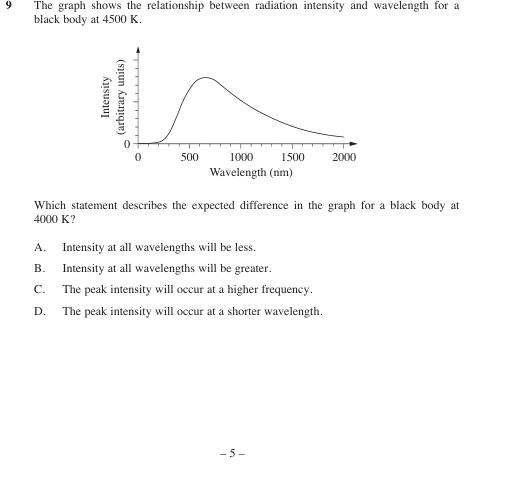 9 The graph shows the relationship between radiation intensity and wavelength for a
black body at 4500 K.
Intensity
(arbitrary units)
0
0 500 1000 1500 2000
Wavelength (nm)
Which statement describes the expected difference in the graph for a black body at
4000 K?
A. Intensity at all wavelengths will be less.
B. Intensity at all wavelengths will be greater.
C. The peak intensity will occur at a higher frequency.
D. The peak intensity will occur at a shorter wavelength.
– 5 –